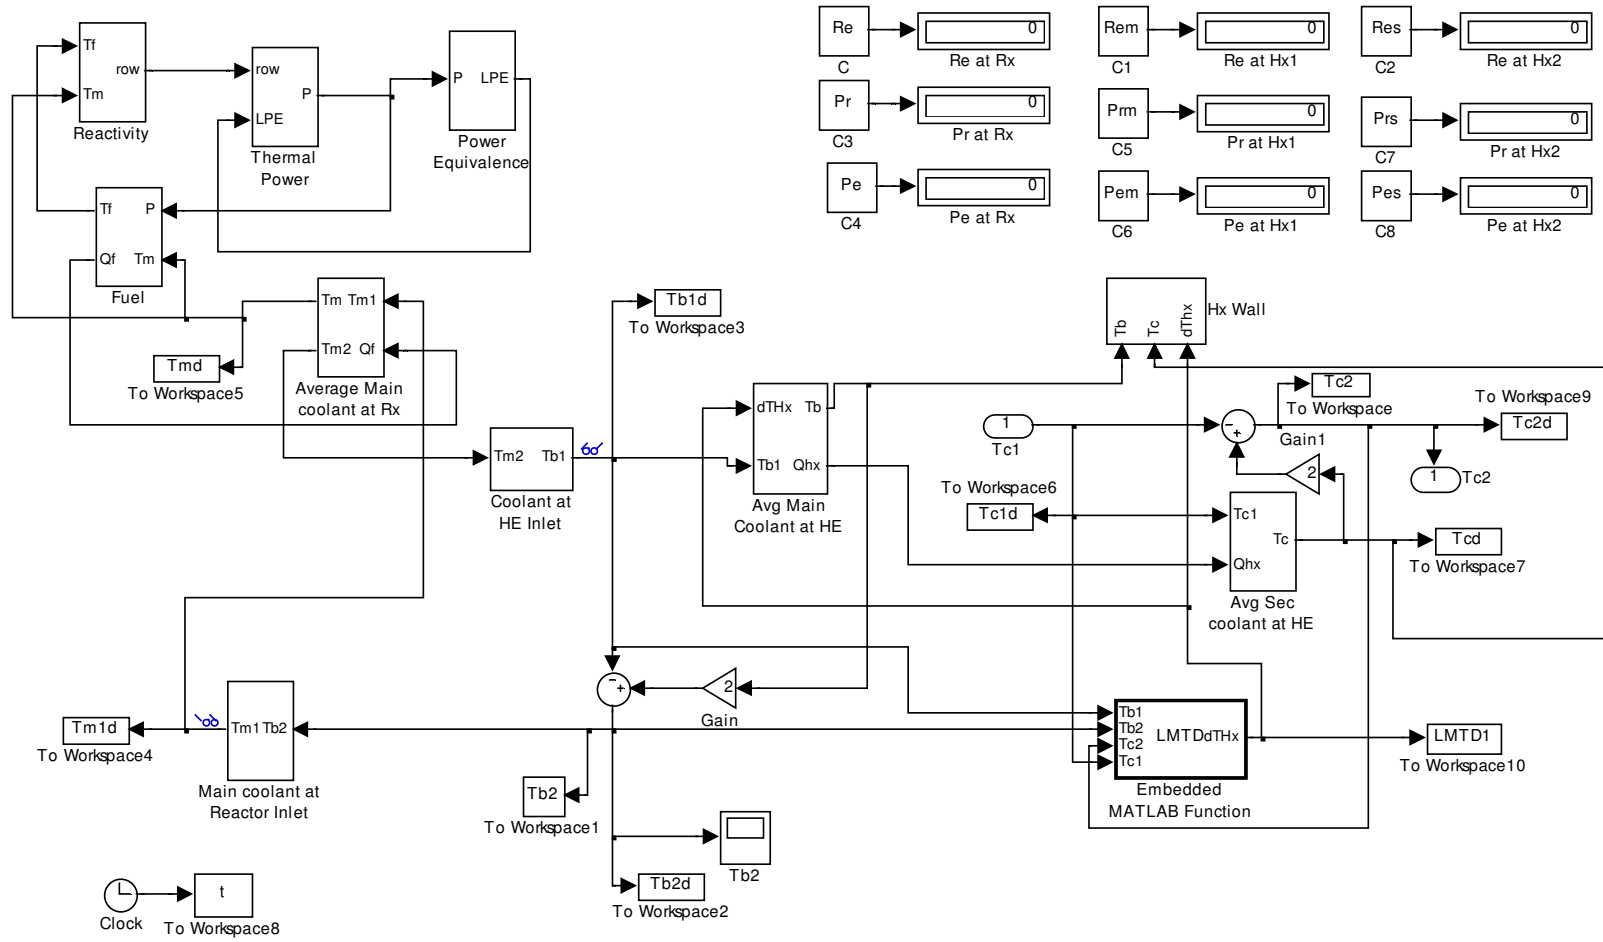 Tf
row
Tm
Reactivity
row
P
LPE
Thermal
Power
P LPE
Power
Equivalence
Tf P
Qf Tm
Fuel
Re
C
0
Re at Rx
Rem
C1
0
Re at Hx1
Res
C2
0
Re at Hx2
Pr
C3
0
Pr at Rx
Prm
C5
0
Pr at Hx1
Prs
C7
0
Pr at Hx2
Pe
C4
0
Pe at Rx
Pem
C6
0
Pe at Hx1
Pes
C8
0
Pe at Hx2
Tm Tm1
Tm2 Qf
Average Main
coolant at Rx
Tmd
To Workspace5
Tb1d
To Workspace3
Tb
Tc
dThx
Hx Wall
Tm2 Tb1
Coolant at
HE Inlet
dTHx Tb
Tb1 Qhx
Avg Main
Coolant at HE
1
Tc1
-
+
Tc2
To Workspace
To Workspace9
Tc2d
Gain1
2
1
Tc2
To Workspace6
Tc1d
Tc1
Tc
Qhx
Avg Sec
coolant at HE
Tcd
To Workspace7
-
+
2
Gain
Tm1d
To Workspace4
Tm1 Tb2
Main coolant at
Reactor Inlet
Tb1
Tb2
Tc2
Tc1
LMTD dTHx
Embedded
MATLAB Function
LMTD1
To Workspace10
Tb2
To Workspace1
Tb2
Tb2d
To Workspace2
Clock
t
To Workspace8